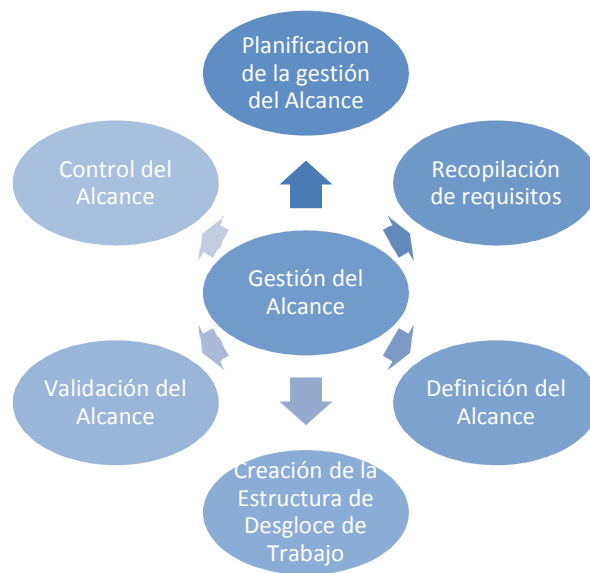 Planificacion
de la gestión
del Alcance
Recopilación
de requisitos
Definición del
Alcance
Creación de la
Estructura de
Desgloce de
Trabajo
Validación del
Alcance
Control del
Alcance
Gestión del
Alcance